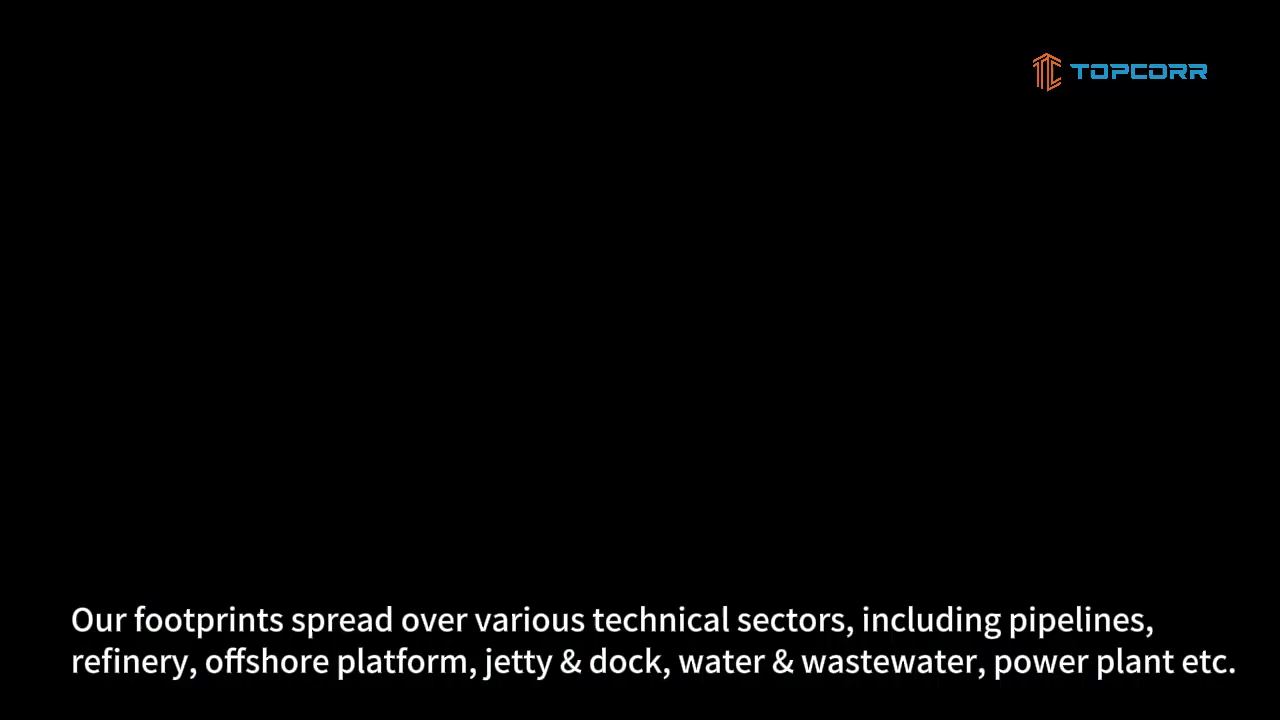 TOPCORR
Our footprints spread over various technical sectors, including pipelines,
refinery, offshore platform, jetty & dock, water & wastewater, power plant etc.